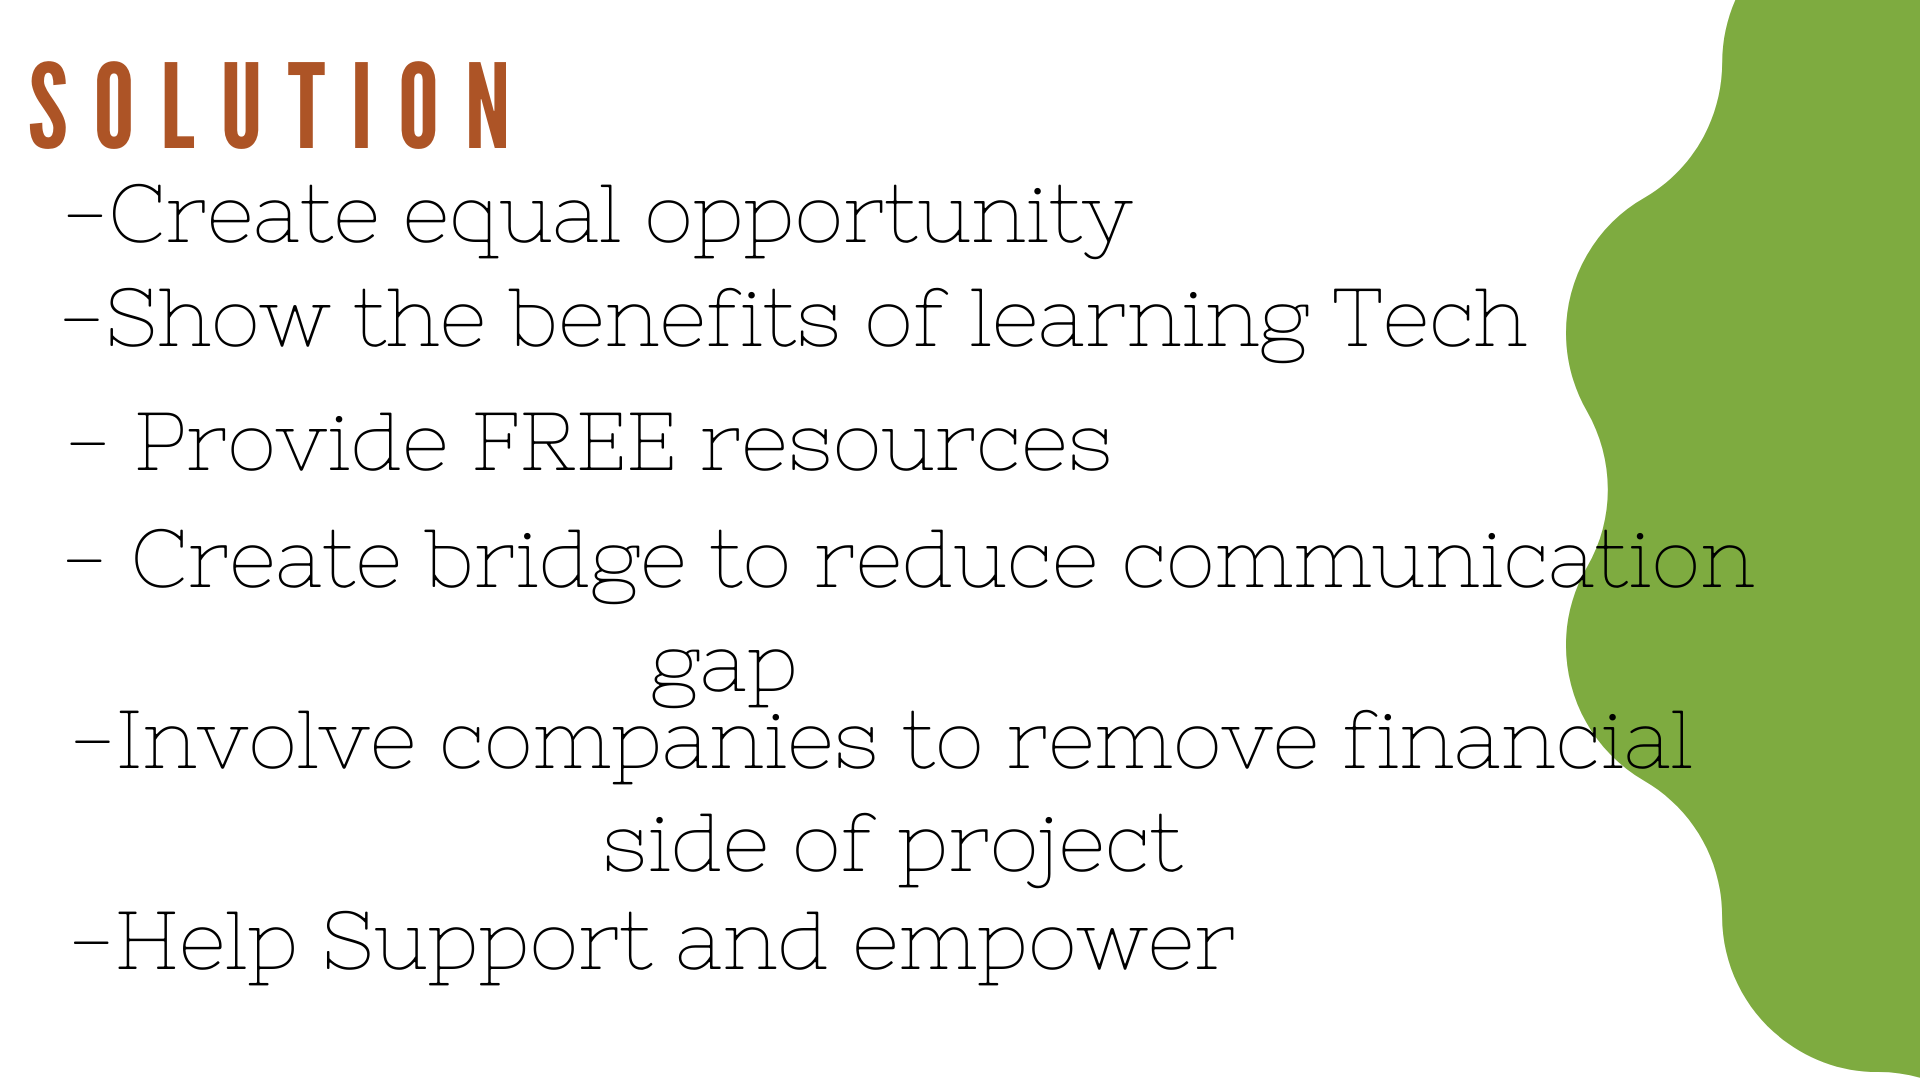 SOLUTION
-Create equal opportunity
-Show the benefits of learning Tech
- Provide FREE resources
- Create bridge to reduce communication
gap
-Involve companies to remove financial
side of project
-Help Support and empower